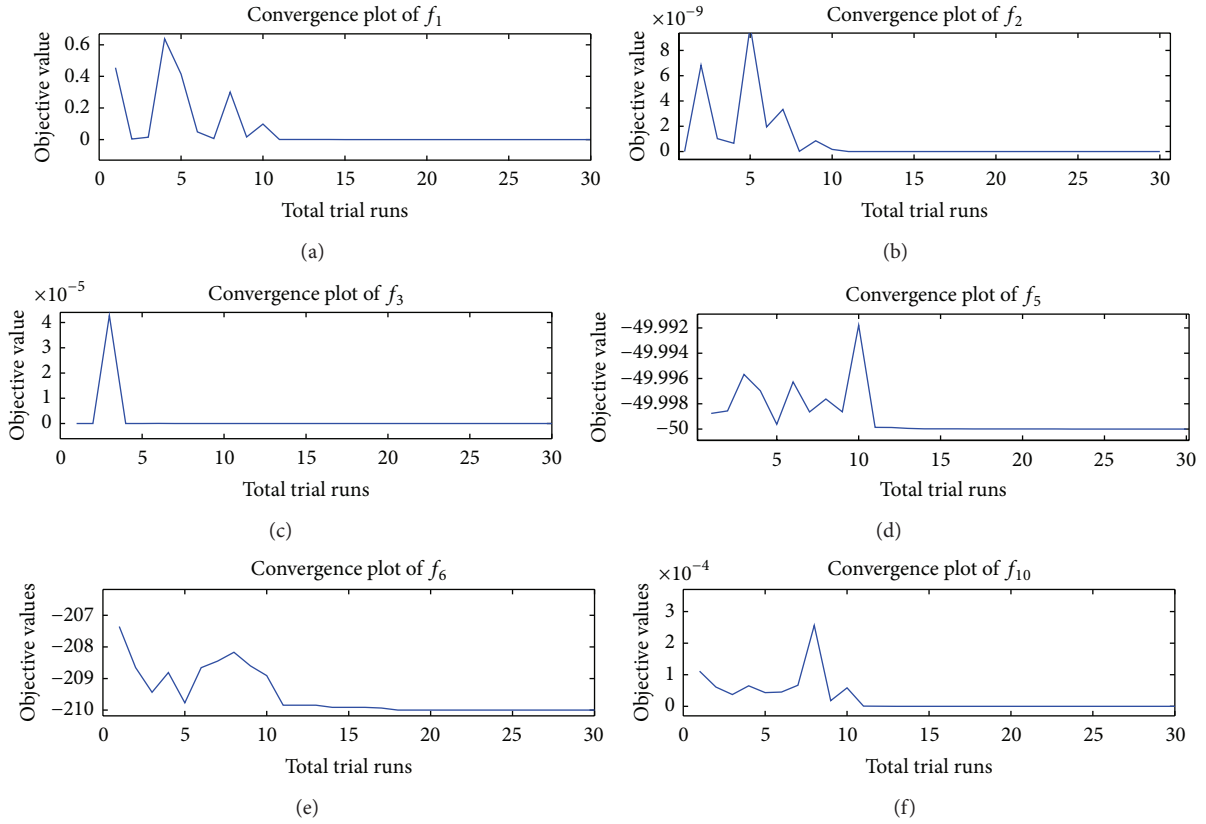 Convergence plot of f1
Objective value
0.6
0.4
0.2
0
0 5 10 15 20 25 30
Total trial runs
(a)
×10−9
Convergence plot of f2
Objective value
8
6
4
2
0
5 10 15 20 25 30
Total trial runs
(b)
×10−5
Convergence plot of f3
Objective value
4
3
2
1
0
0 5 10 15 20 25 30
Total trial runs
(c)
Convergence plot of f5
Objective value
−49.992
−49.994
−49.996
−49.998
−50
5 10 15 20 25 30
Total trial runs
(d)
Convergence plot of f6
Objective values
−207
−208
−209
−210
0 5 10 15 20 25 30
Total trial runs
(e)
×10−4
Convergence plot of f10
Objective values
3
2
1
0
0 5 10 15 20 25 30
Total trial runs
(f)